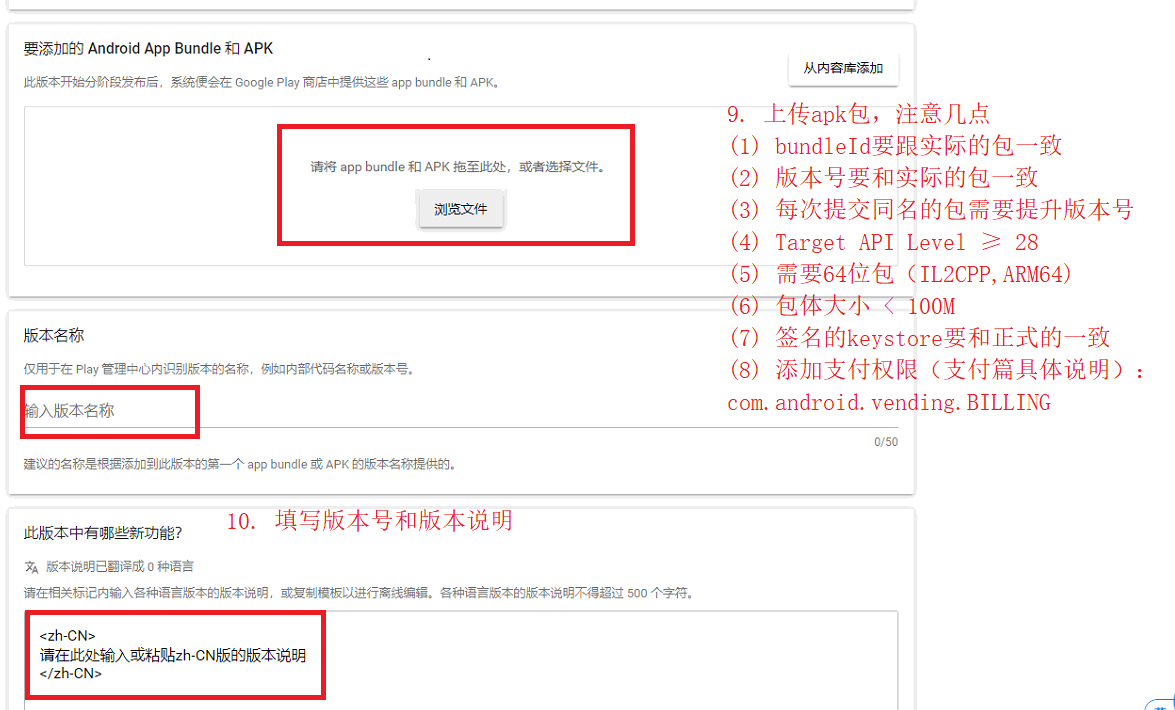 要添加的 Android App Bundle 和 APK
此版本开始分阶段发布后，系统便会在 Google Play 商店中提供这些 app bundle 和 APK。
从内容库添加
请将 app bundle 和 APK 拖至此处，或者选择文件。
浏览文件
9. 上传apk包，注意几点
(1) bundleId要跟实际的包一致
(2) 版本号要和实际的包一致
(3) 每次提交同名的包需要提升版本号
(4) Target API Level ≥ 28
(5) 需要64位包（IL2CPP,ARM64）
(6) 包体大小 < 100M
(7) 签名的keystore要和正式的一致
(8) 添加支付权限（支付篇具体说明）：
com.android.vending.BILLING
版本名称
仅用于在 Play 管理中心内识别版本的名称，例如内部代码名称或版本号。
输入版本名称
0/50
建议的名称是根据添加到此版本的第一个 app bundle 或 APK 的版本名称提供的。
10. 填写版本号和版本说明
此版本中有哪些新功能？
版本说明已翻译成 0 种语言
请在相关标记内输入各种语言版本的版本说明，或复制模板以进行离线编辑。各种语言版本的版本说明不得超过 500 个字符。
<zh-CN>
请在此处输入或粘贴zh-CN版的版本说明
</zh-CN>